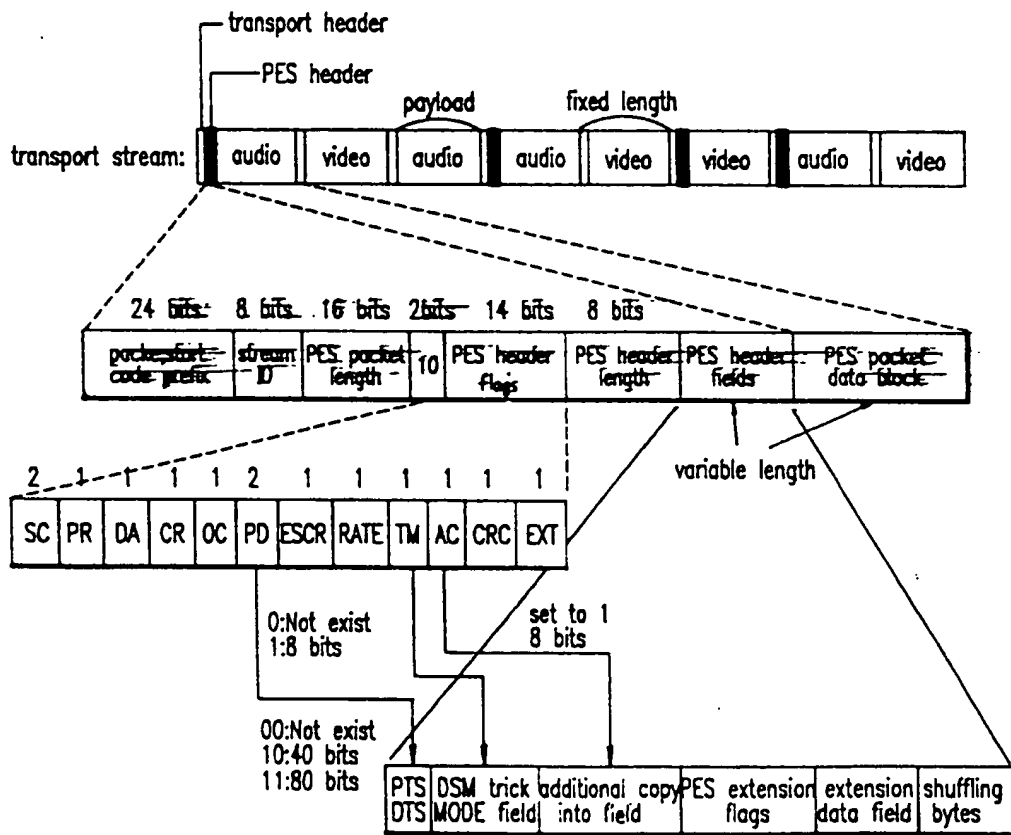 transport header
PES header
payload
fixed length
transport stream:
audio
video
audio
audio
video
video
audio
video
24 bits
8 bits
16 bits
2bits
14 bits
8 bits
packet start
code prefix
stream
ID
PES packet
length
10
PES header
flags
PES header
length
PES header
fields
PES packet
data block
variable length
2 1 1 1 1 2 1 1 1 1 1 1
SC PR DA CR OC PD ESCR RATE TM AC CRC EXT
0:Not exist
1:8 bits
set to 1
8 bits
00:Not exist
10:40 bits
11:80 bits
PTS
DTS
DSM trick
MODE field
additional copy
into field
PES extension
flags
extension
data field
shuffling
bytes